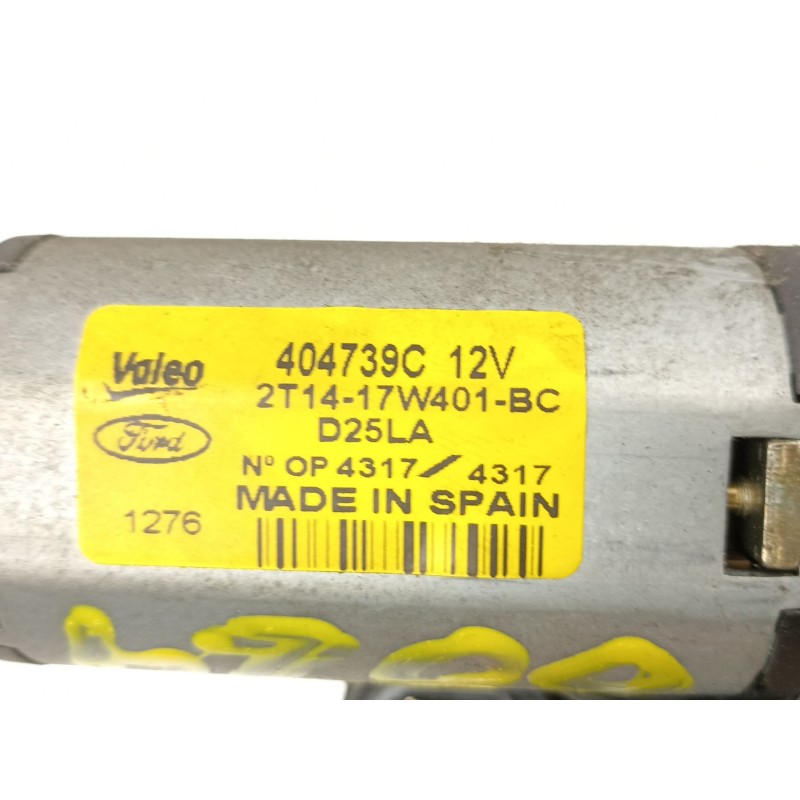 Valeo
404739C 12V
2T14-17W401-BC
Ford
D25LA
Nº OP 4317/4317
1276
MADE IN SPAIN